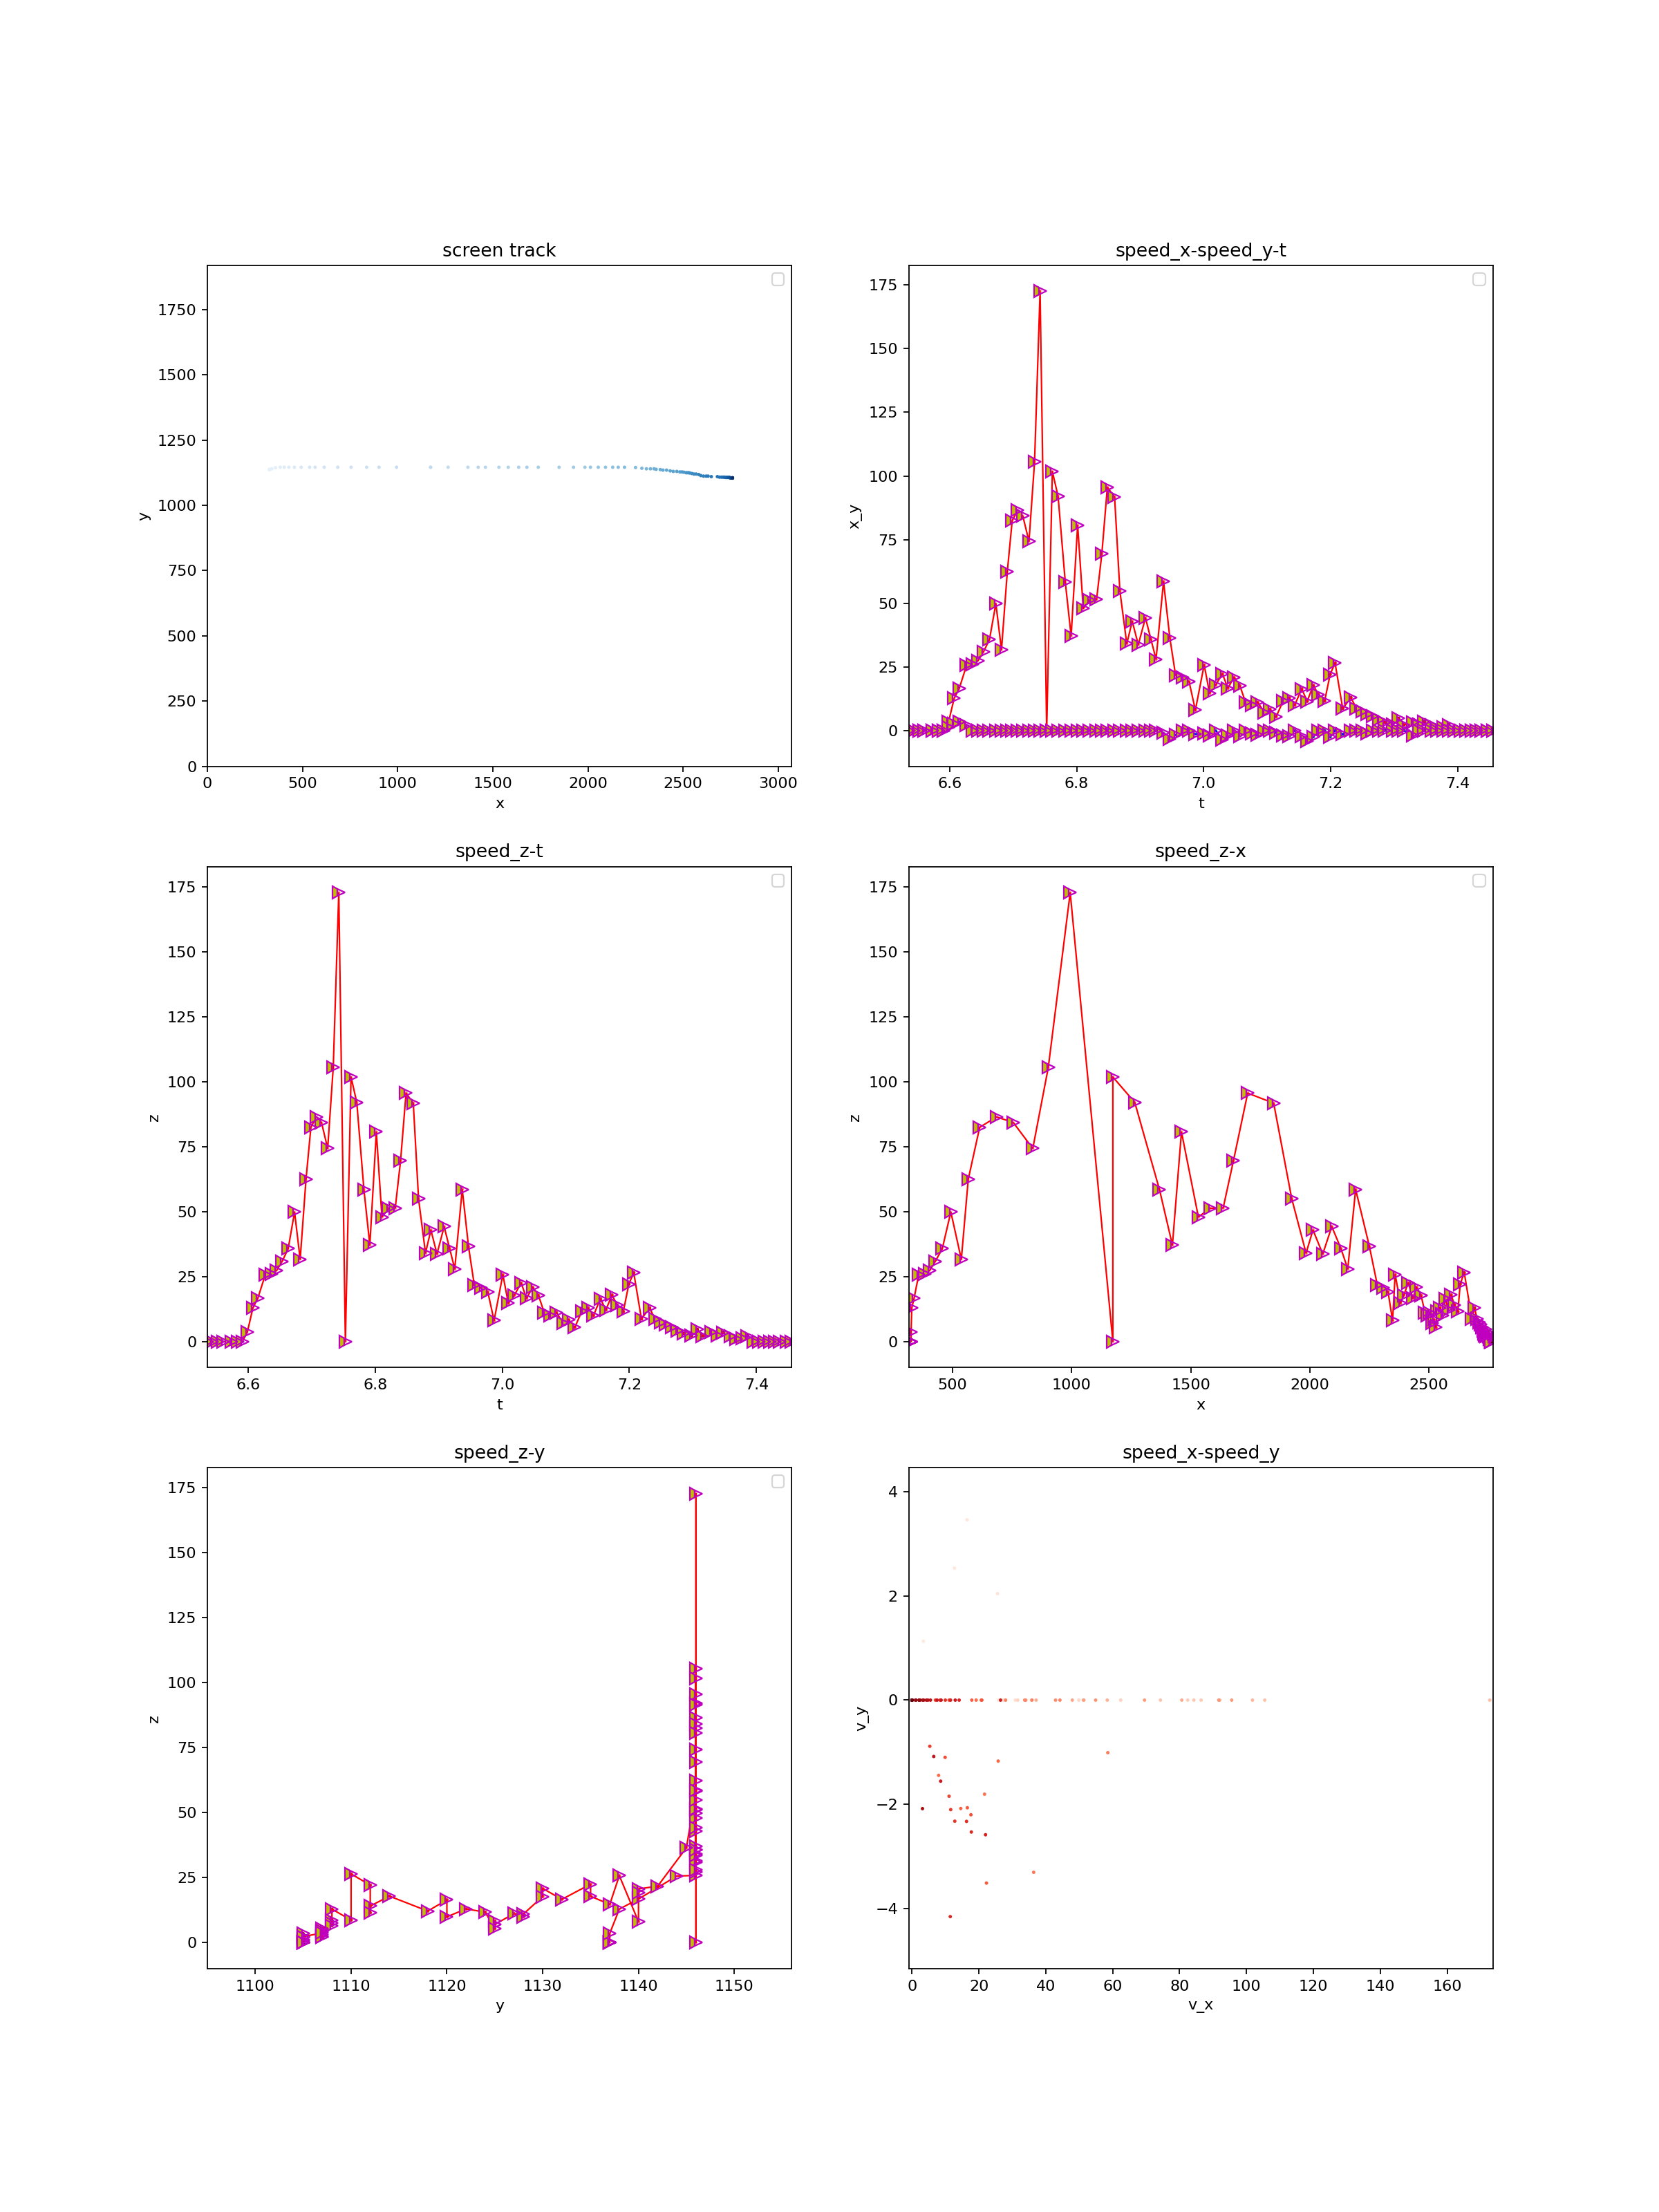 screen track
1750
1500
1250
1000
750
500
250
0
y
0 500 1000 1500 2000 2500 3000
x
speed_x-speed_y-t
175
150
125
100
75
50
25
0
x_y
6.6 6.8 7.0 7.2 7.4
t
speed_z-t
175
150
125
100
75
50
25
0
z
6.6 6.8 7.0 7.2 7.4
t
speed_z-x
175
150
125
100
75
50
25
0
z
500 1000 1500 2000 2500
x
speed_z-y
175
150
125
100
75
50
25
0
z
1100 1110 1120 1130 1140 1150
y
speed_x-speed_y
4
2
0
−2
−4
v_y
0 20 40 60 80 100 120 140 160
v_x